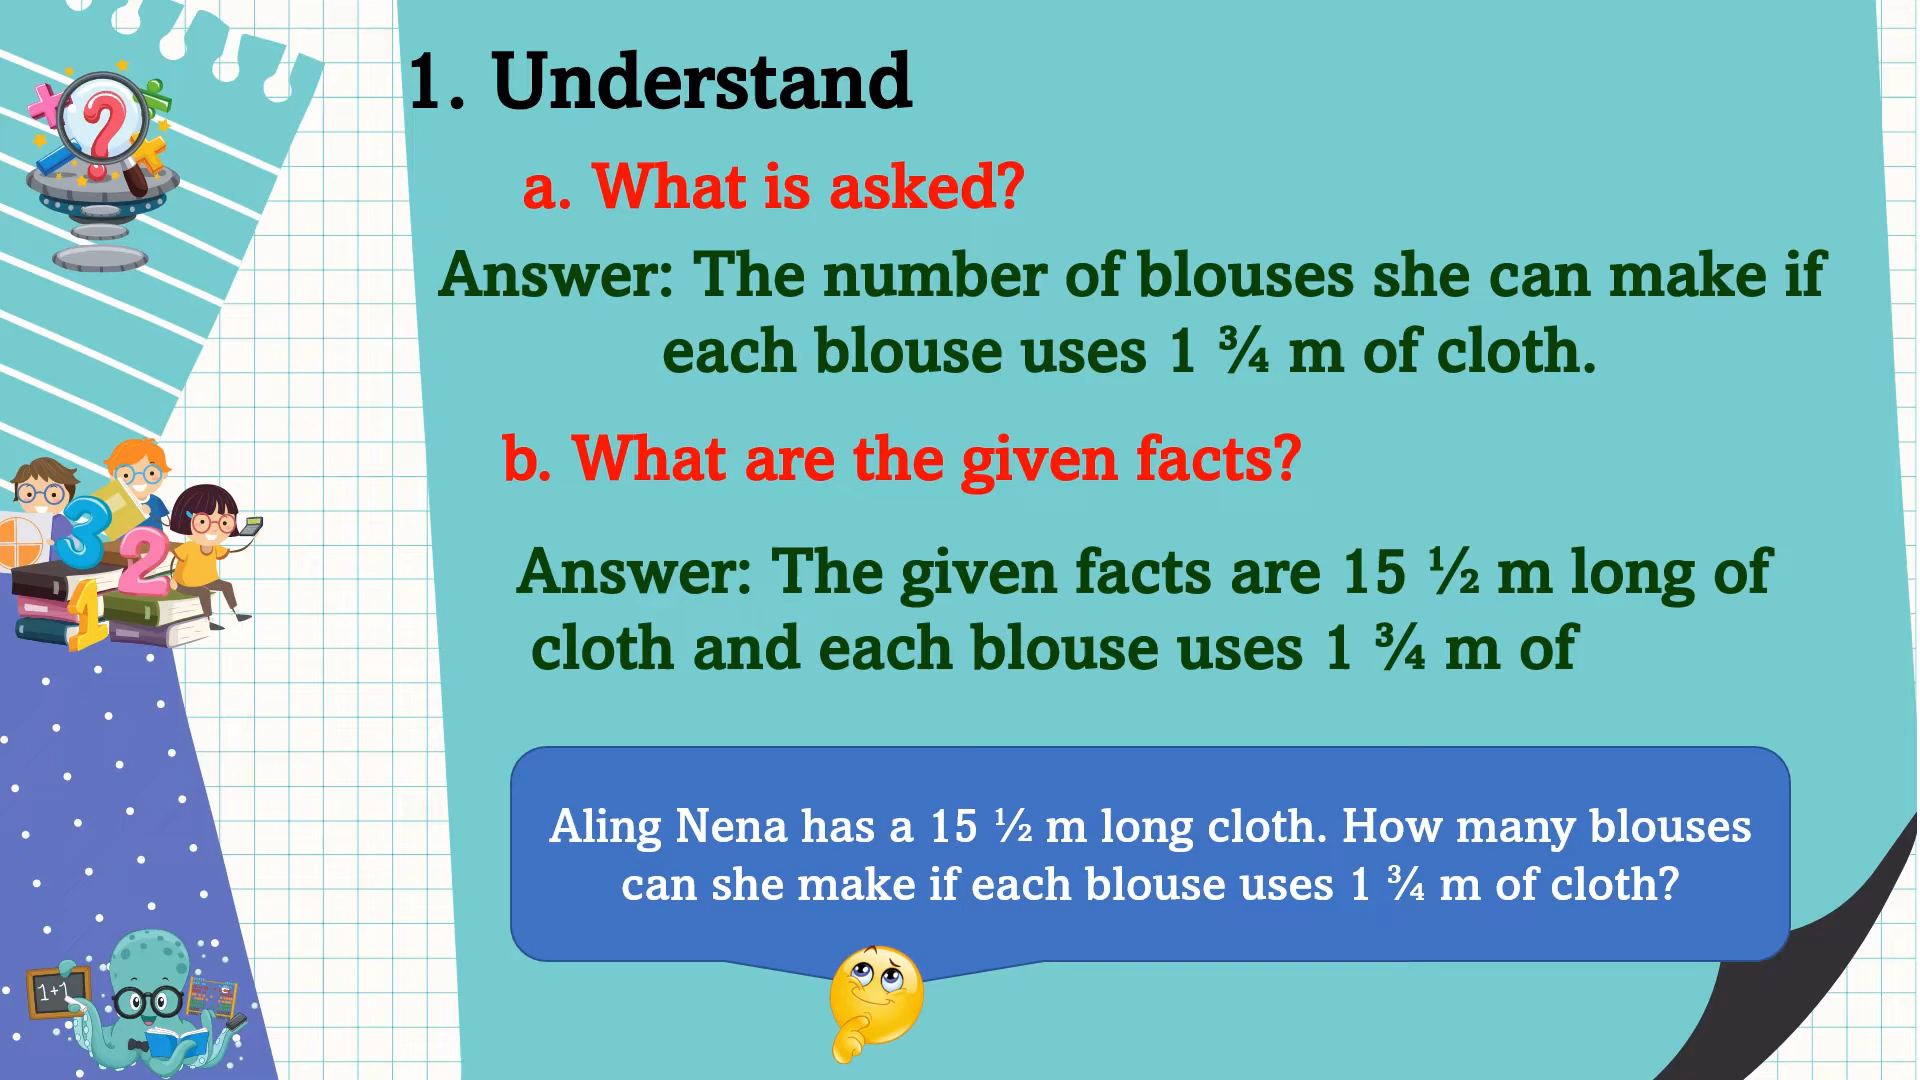 1. Understand
a. What is asked?
Answer: The number of blouses she can make if
each blouse uses 1 ¾ m of cloth.
b. What are the given facts?
Answer: The given facts are 15 ½ m long of
cloth and each blouse uses 1 ¾ m of
Aling Nena has a 15 ½ m long cloth. How many blouses
can she make if each blouse uses 1 ¾ m of cloth?
3
2
1
1+1